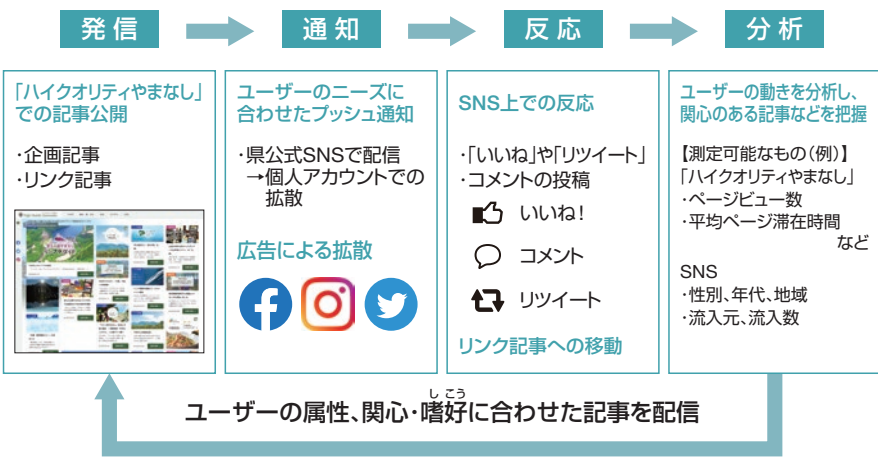 発信
通知
反応
分析
「ハイクオリティやまなし」
での記事公開
・企画記事
・リンク記事
ユーザーのニーズに
合わせたプッシュ通知
・県公式SNSで配信
→個人アカウントでの
拡散
広告による拡散
SNS上での反応
・「いいね」や「リツイート」
・コメントの投稿
いいね！
コメント
リツイート
リンク記事への移動
ユーザーの動きを分析し、
関心のある記事などを把握
【測定可能なもの（例）】
「ハイクオリティやまなし」
・ページビュー数
・平均ページ滞在時間
など
SNS
・性別、年代、地域
・流入元、流入数
しこう
ユーザーの属性、関心・嗜好に合わせた記事を配信